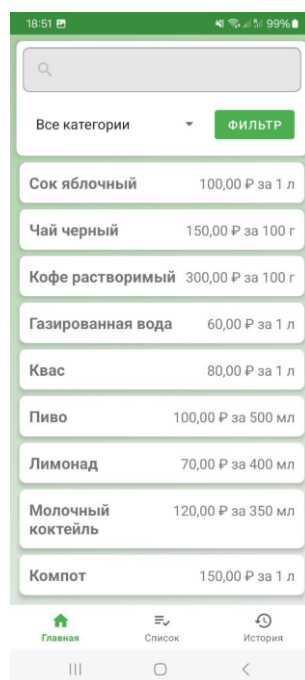 18:51 99%
Все категории ФИЛЬТР
Сок яблочный 100,00 ₽ за 1 л
Чай черный 150,00 ₽ за 100 г
Кофе растворимый 300,00 ₽ за 100 г
Газированная вода 60,00 ₽ за 1 л
Квас 80,00 ₽ за 1 л
Пиво 100,00 ₽ за 500 мл
Лимонад 70,00 ₽ за 400 мл
Молочный 120,00 ₽ за 350 мл
коктейль
Компот 150,00 ₽ за 1 л
Главная Список История